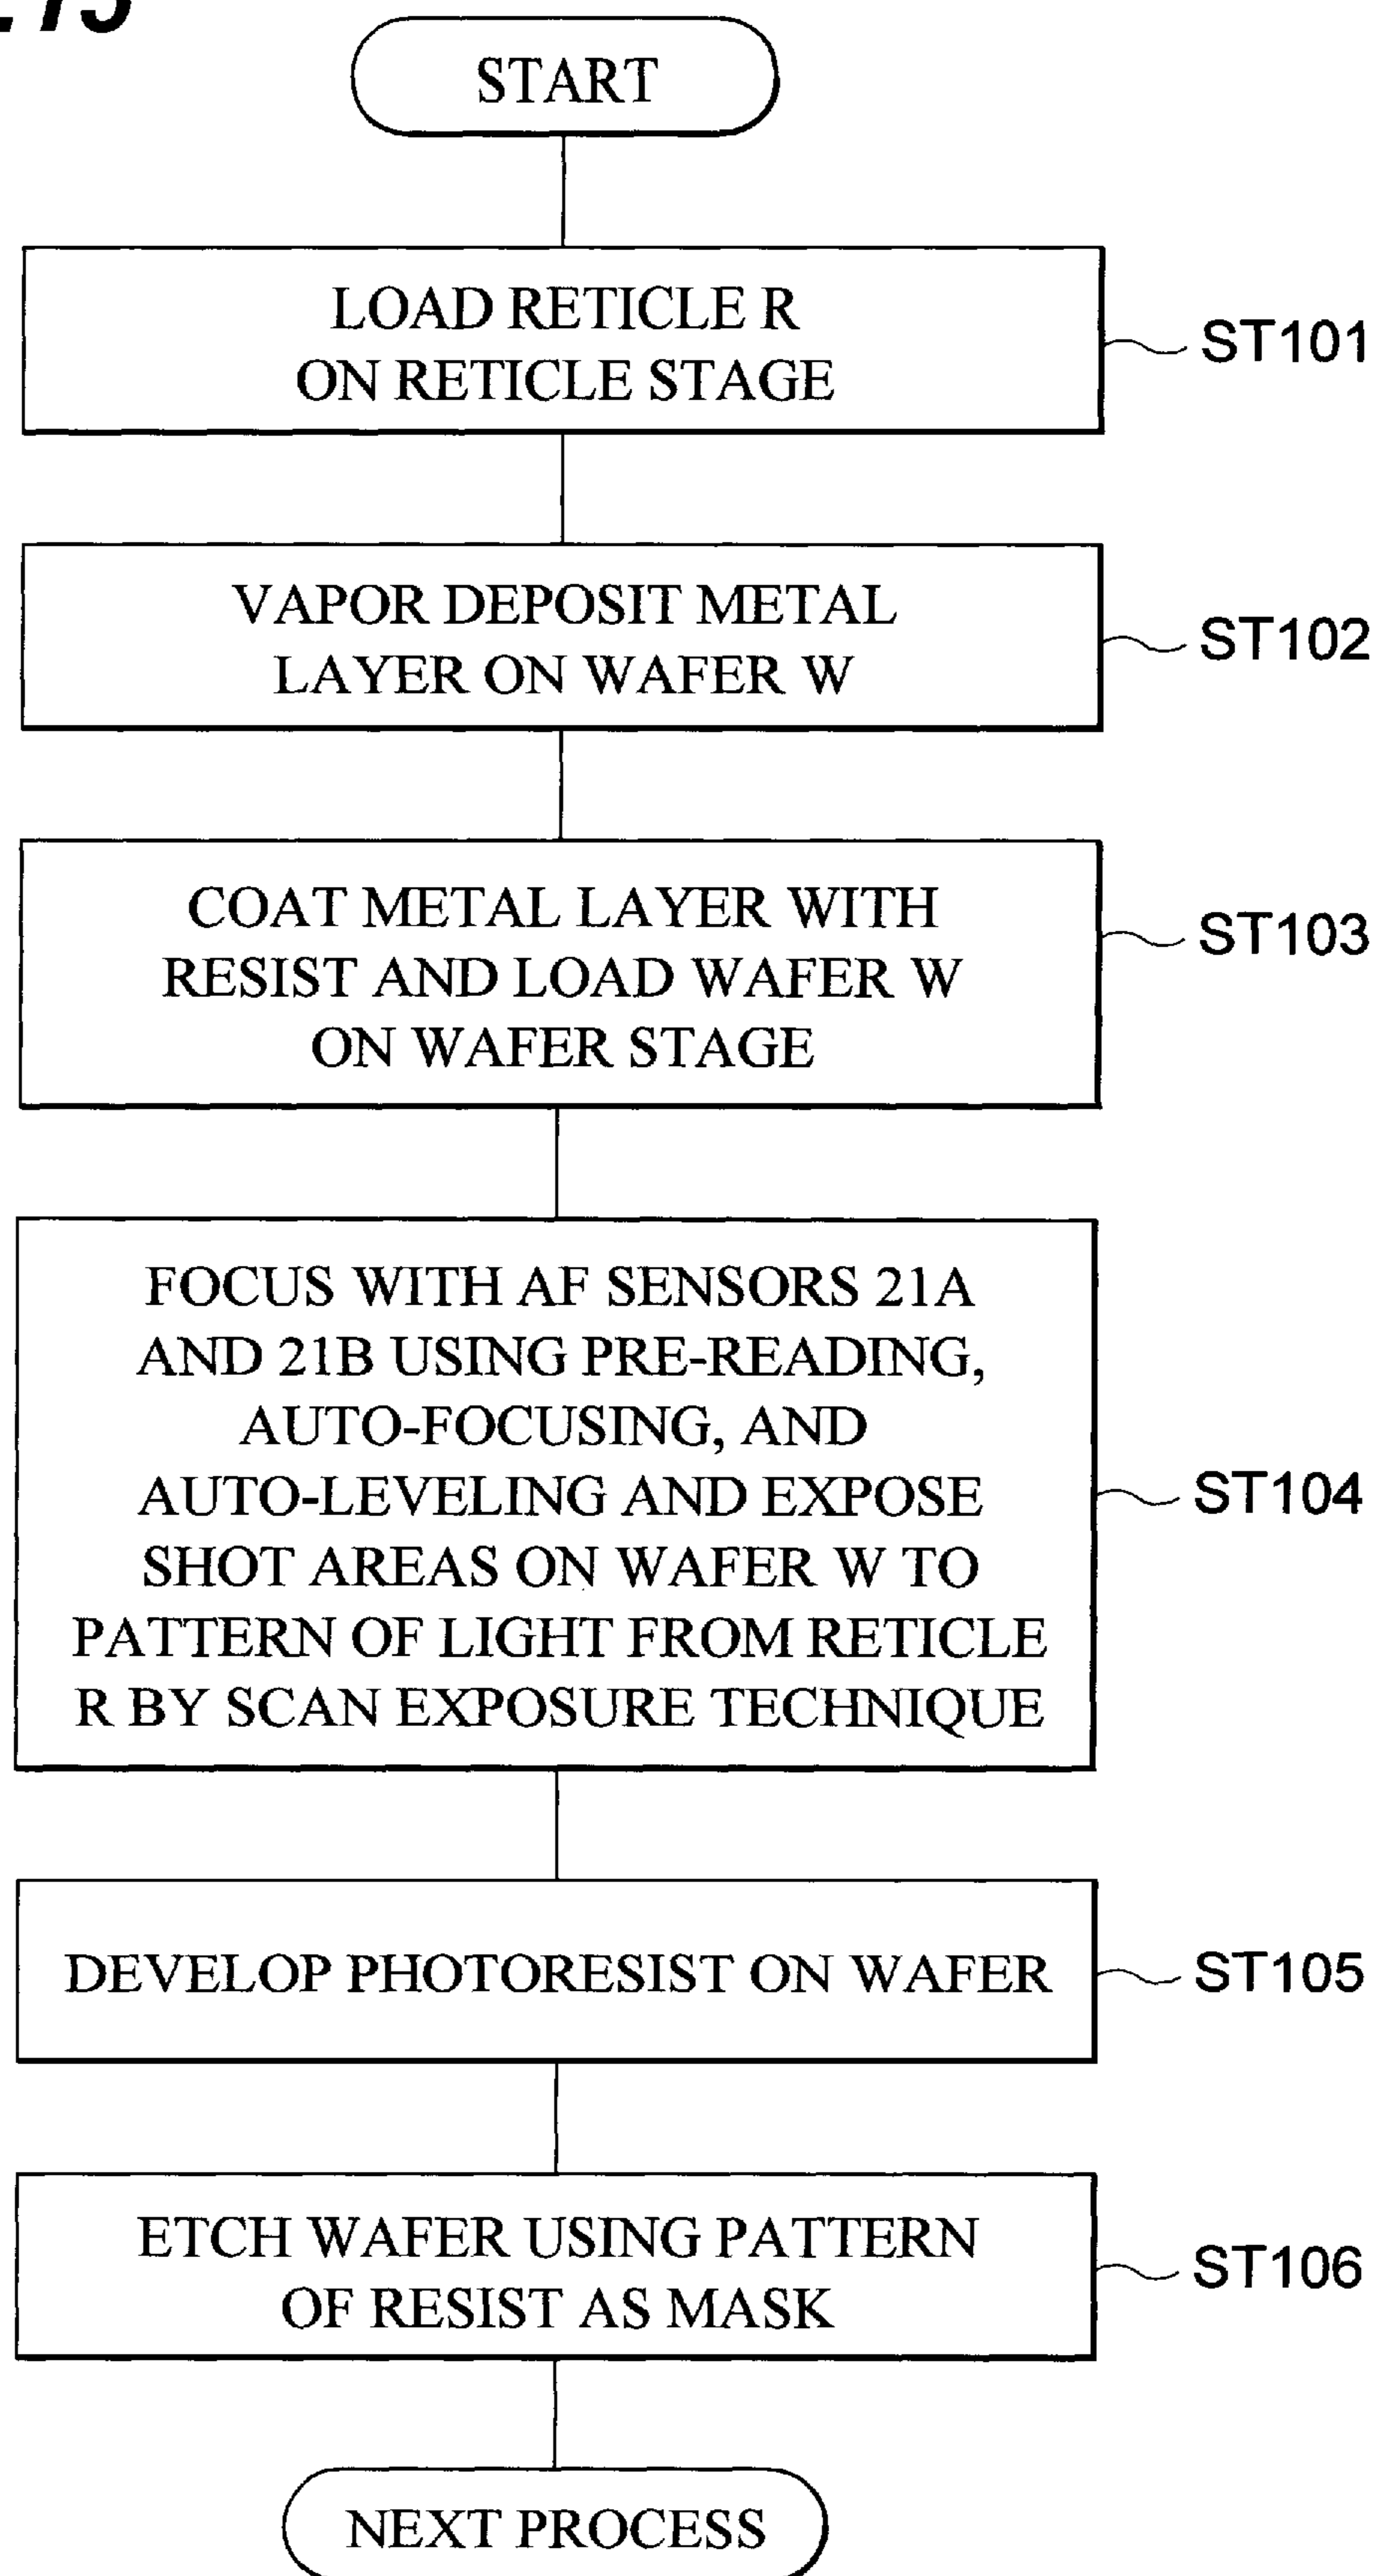 START
LOAD RETICLE R
ON RETICLE STAGE
ST101
VAPOR DEPOSIT METAL
LAYER ON WAFER W
ST102
COAT METAL LAYER WITH
RESIST AND LOAD WAFER W
ON WAFER STAGE
ST103
FOCUS WITH AF SENSORS 21A
AND 21B USING PRE-READING,
AUTO-FOCUSING, AND
AUTO-LEVELING AND EXPOSE
SHOT AREAS ON WAFER W TO
PATTERN OF LIGHT FROM RETICLE
R BY SCAN EXPOSURE TECHNIQUE
ST104
DEVELOP PHOTORESIST ON WAFER
ST105
ETCH WAFER USING PATTERN
OF RESIST AS MASK
ST106
NEXT PROCESS